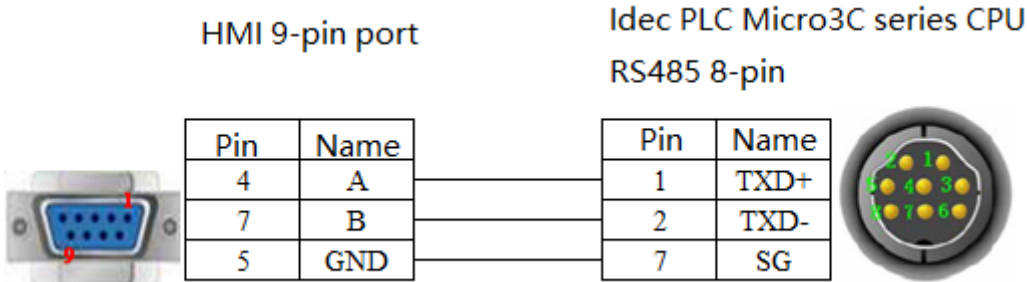 HMI 9-pin port
Idec PLC Micro3C series CPU
RS485 8-pin
Pin Name
4 A
7 B
5 GND
Pin Name
1 TXD+
2 TXD-
7 SG
1
9
2 1
5 4 3
8 7 6